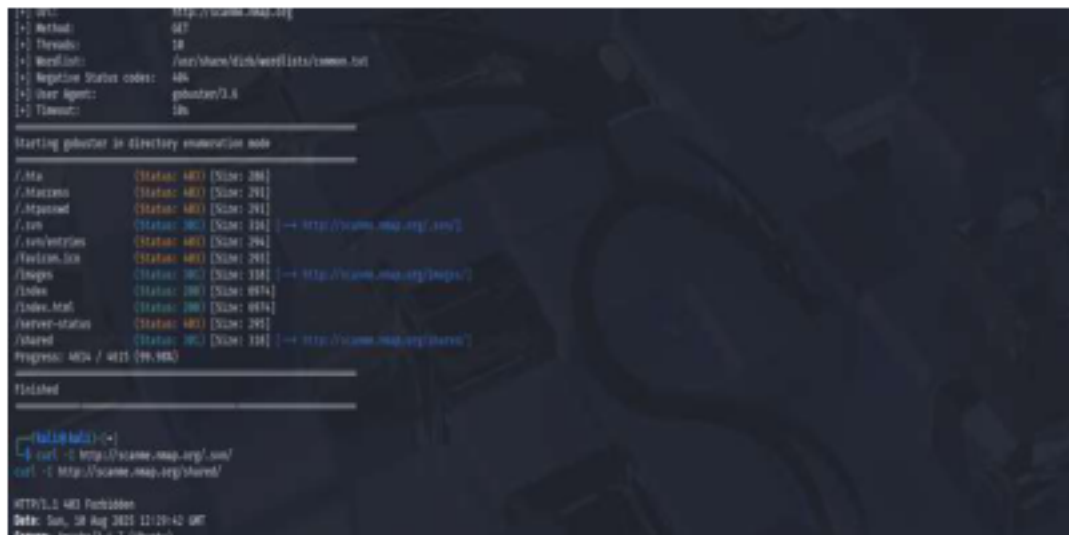 [+] Url: http://scanme.nmap.org
[+] Method: GET
[+] Threads: 10
[+] Wordlist: /usr/share/dirb/wordlists/common.txt
[+] Negative Status codes: 404
[+] User Agent: gobuster/3.6
[+] Timeout: 10s
Starting gobuster in directory enumeration mode
/.hta (Status: 403) [Size: 286]
/.htaccess (Status: 403) [Size: 291]
/.htpasswd (Status: 403) [Size: 291]
/.svn (Status: 301) [Size: 316] [--> http://scanme.nmap.org/.svn/]
/.svn/entries (Status: 403) [Size: 294]
/favicon.ico (Status: 403) [Size: 293]
/images (Status: 301) [Size: 318] [--> http://scanme.nmap.org/images/]
/index (Status: 200) [Size: 6974]
/index.html (Status: 200) [Size: 6974]
/server-status (Status: 403) [Size: 295]
/shared (Status: 301) [Size: 318] [--> http://scanme.nmap.org/shared/]
Progress: 4614 / 4615 (99.98%)
Finished
(kali㉿kali)-[~]
$ curl -I http://scanme.nmap.org/.svn/
curl -I http://scanme.nmap.org/shared/
HTTP/1.1 403 Forbidden
Date: Sun, 10 Aug 2025 12:29:42 GMT